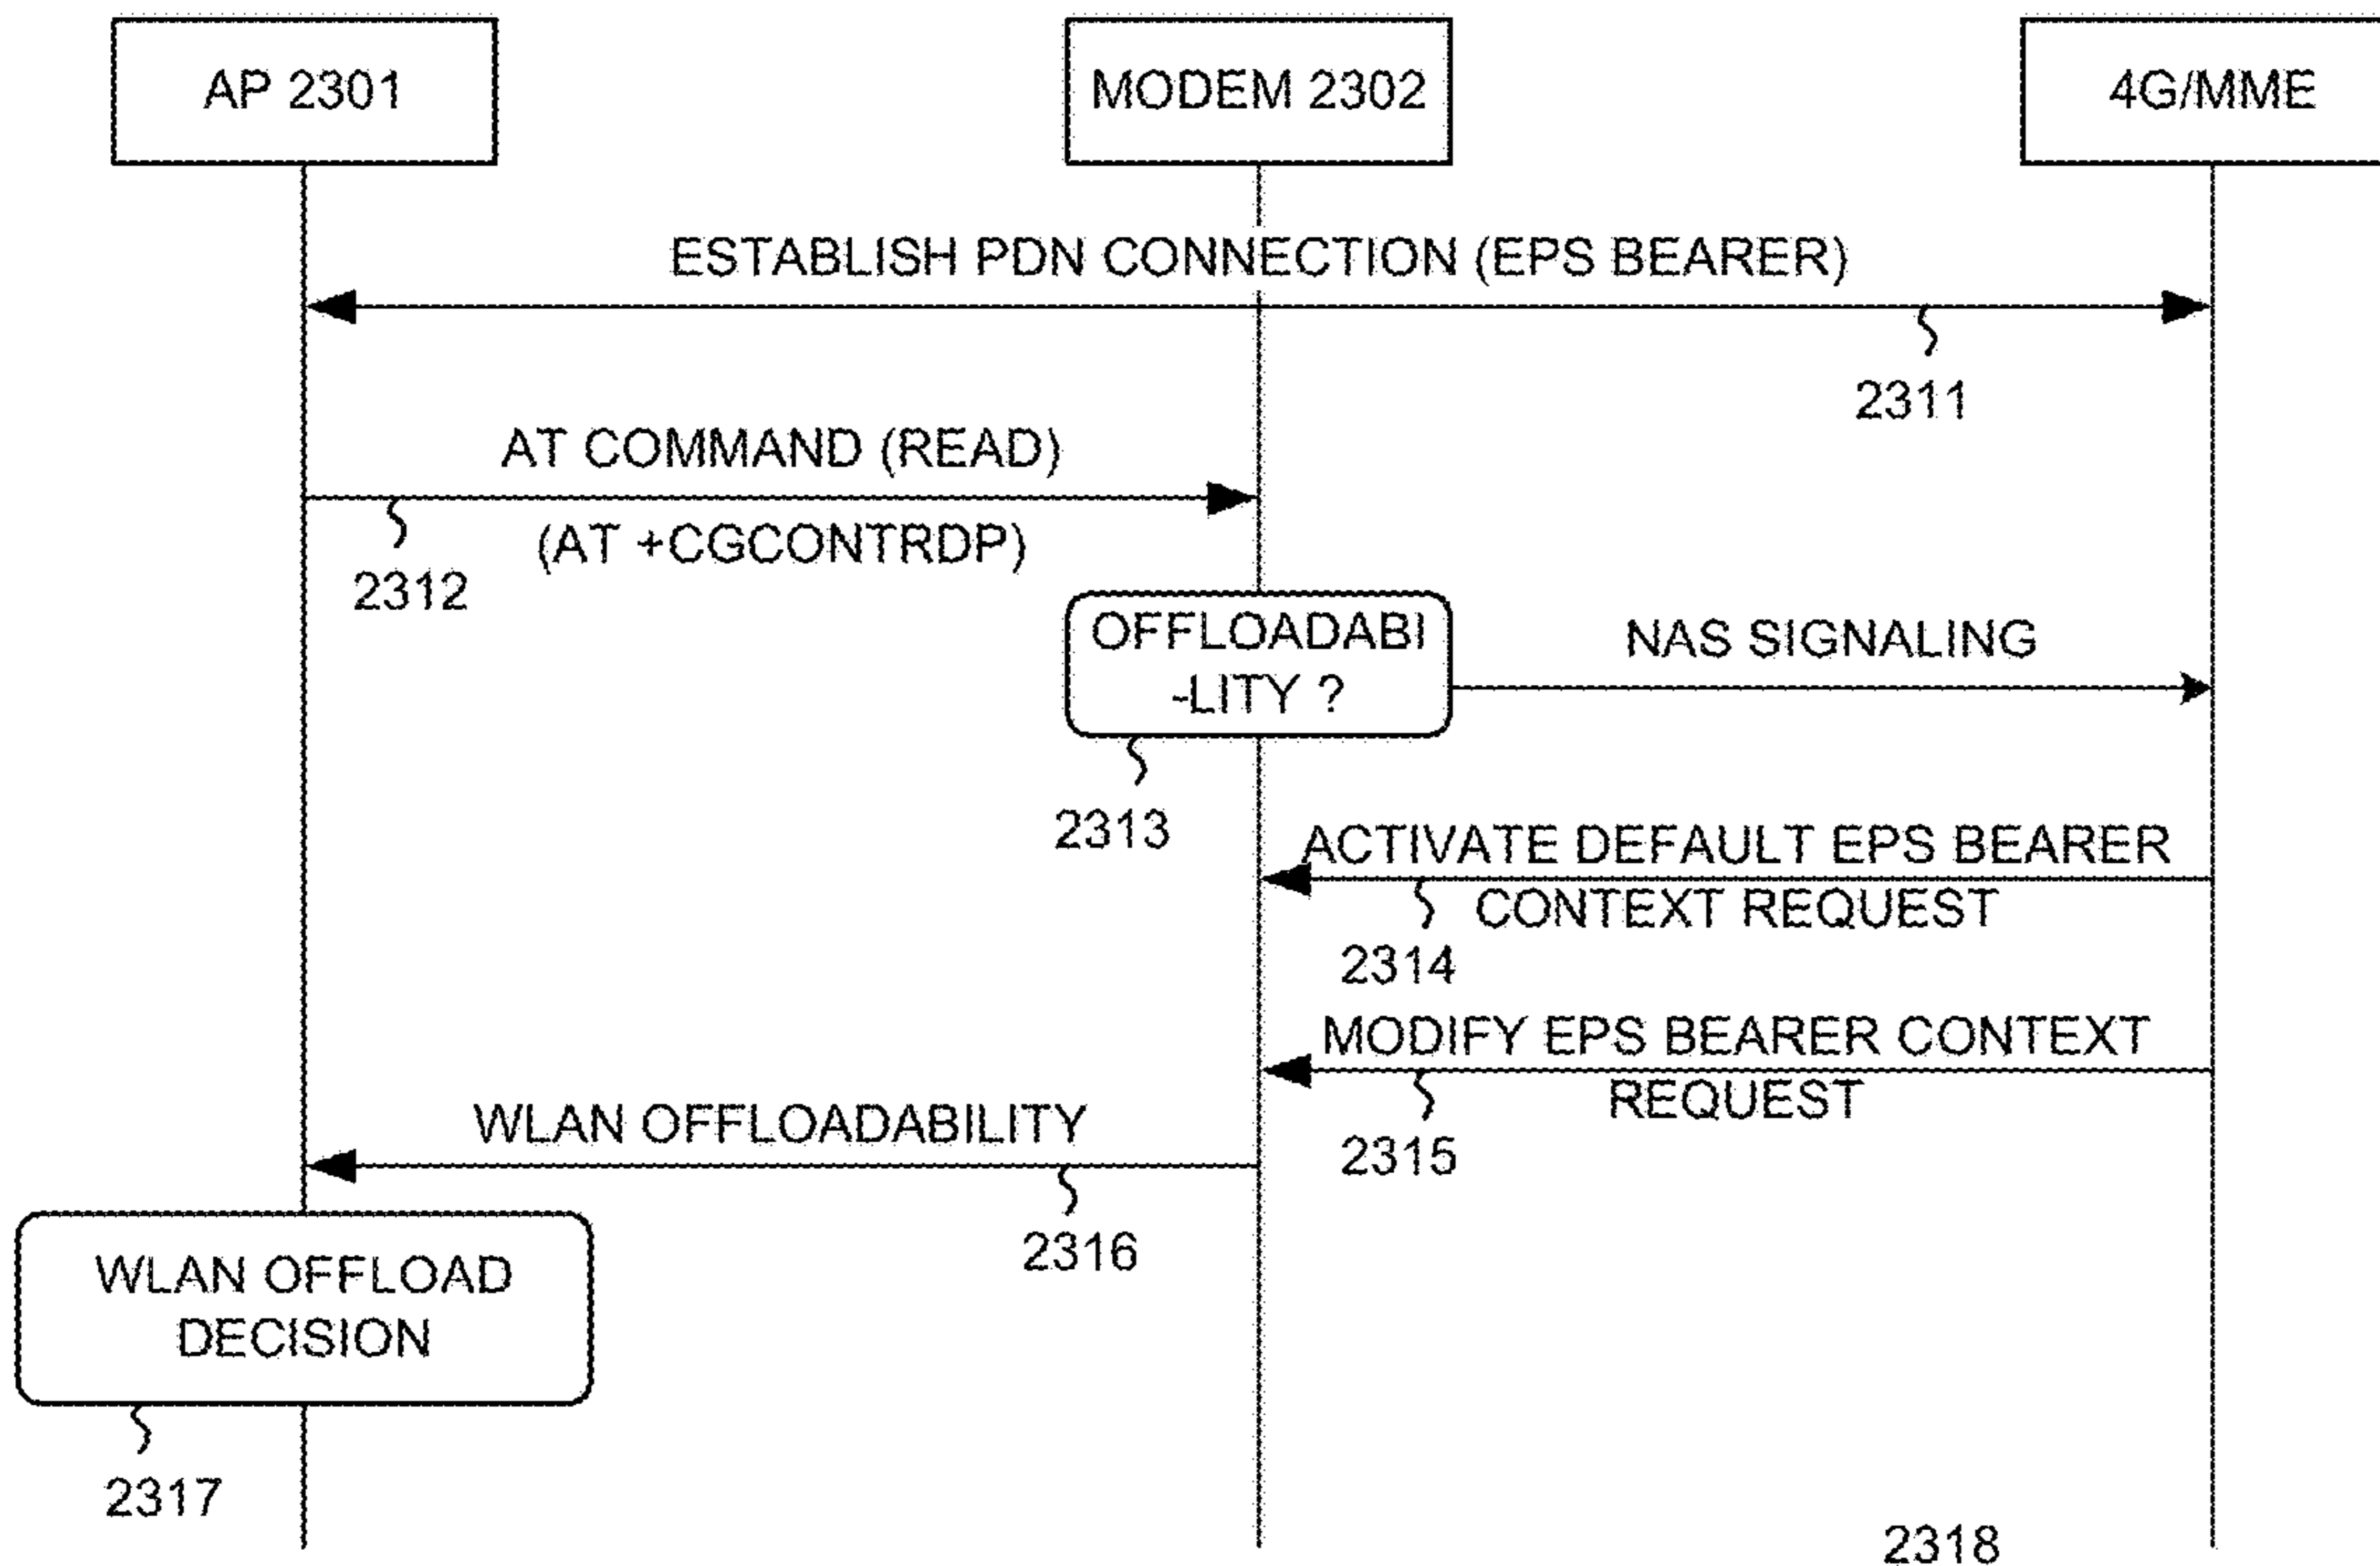 AP 2301
MODEM 2302
4G/MME
ESTABLISH PDN CONNECTION (EPS BEARER)
2311
AT COMMAND (READ)
(AT +CGCONTRDP)
2312
OFFLOADABI
-LITY ?
NAS SIGNALING
2313
ACTIVATE DEFAULT EPS BEARER
CONTEXT REQUEST
2314
MODIFY EPS BEARER CONTEXT
REQUEST
2315
WLAN OFFLOADABILITY
2316
WLAN OFFLOAD
DECISION
2317
2318